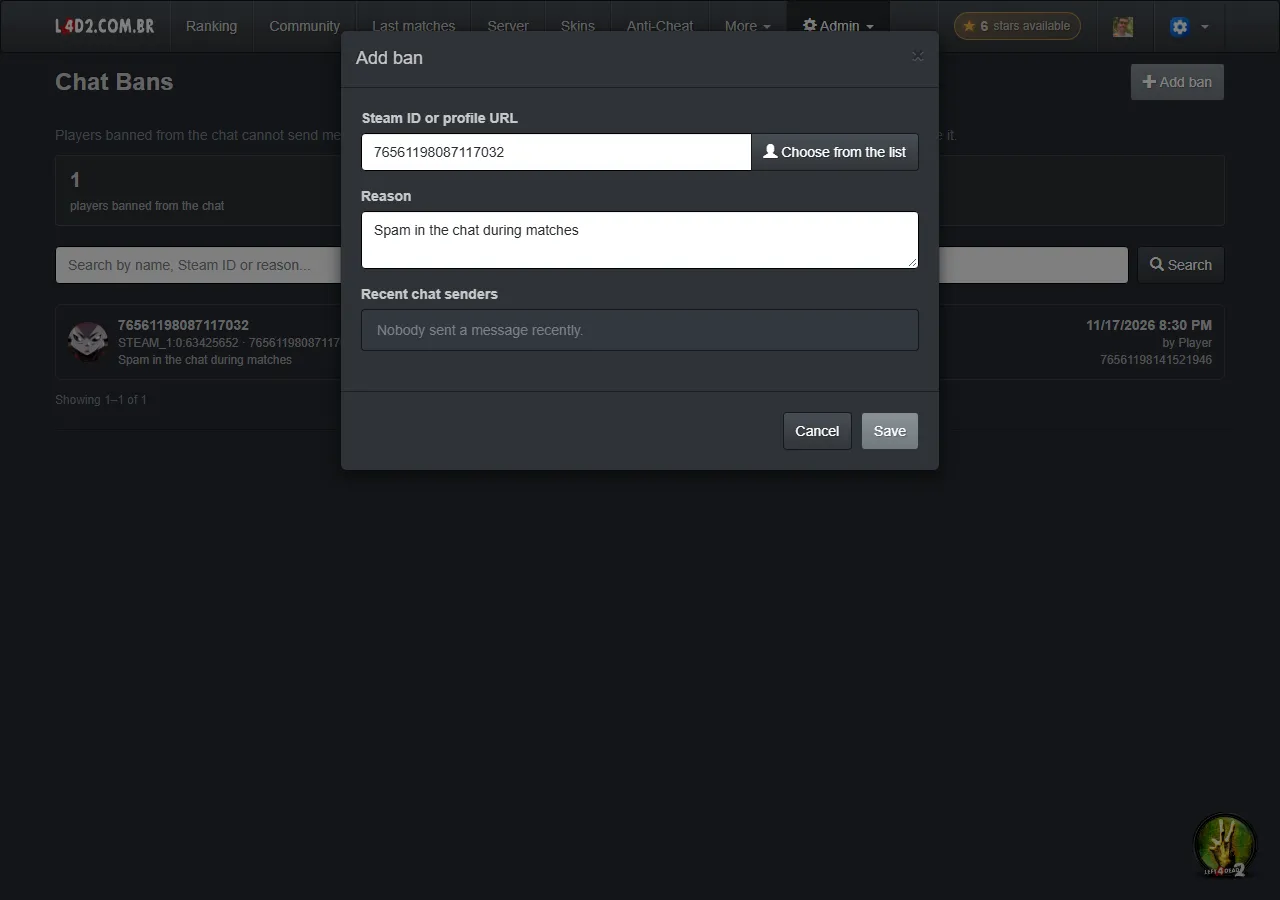 L4D2.COM.BR Ranking Community Last matches Server Skins Anti-Cheat More Admin 6 stars available
Add ban
Chat Bans
Add ban
Players banned from the chat cannot send me
e it
Steam ID or profile URL
76561198087117032 Choose from the list
1
players banned from the chat
Reason
Spam in the chat during matches
Search by name, Steam ID or reason...
Search
Recent chat senders
Nobody sent a message recently.
76561198087117032
STEAM_1:0:63425652 · 7656119808711
Spam in the chat during matches
11/17/2026 8:30 PM
by Player
76561198141521946
Showing 1–1 of 1
Cancel Save
LEFT 4 DEAD 2